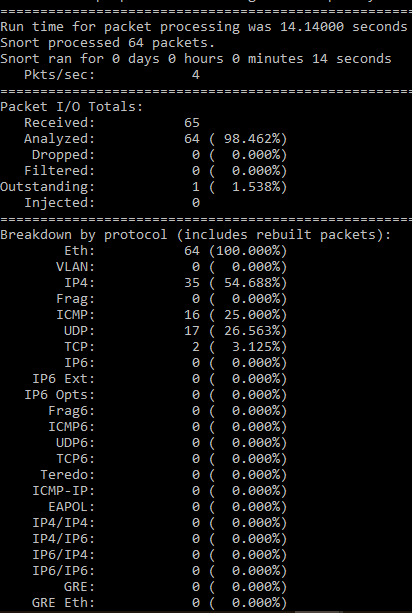 ===================================================
Run time for packet processing was 14.14000 seconds
Snort processed 64 packets.
Snort ran for 0 days 0 hours 0 minutes 14 seconds
   Pkts/sec:            4
===================================================
Packet I/O Totals:
   Received:           65
   Analyzed:           64 ( 98.462%)
    Dropped:            0 (  0.000%)
   Filtered:            0 (  0.000%)
Outstanding:            1 (  1.538%)
   Injected:            0
===================================================
Breakdown by protocol (includes rebuilt packets):
        Eth:           64 (100.000%)
       VLAN:            0 (  0.000%)
        IP4:           35 ( 54.688%)
       Frag:            0 (  0.000%)
       ICMP:           16 ( 25.000%)
        UDP:           17 ( 26.563%)
        TCP:            2 (  3.125%)
        IP6:            0 (  0.000%)
    IP6 Ext:            0 (  0.000%)
   IP6 Opts:            0 (  0.000%)
      Frag6:            0 (  0.000%)
      ICMP6:            0 (  0.000%)
       UDP6:            0 (  0.000%)
       TCP6:            0 (  0.000%)
     Teredo:            0 (  0.000%)
    ICMP-IP:            0 (  0.000%)
      EAPOL:            0 (  0.000%)
    IP4/IP4:            0 (  0.000%)
    IP4/IP6:            0 (  0.000%)
    IP6/IP4:            0 (  0.000%)
    IP6/IP6:            0 (  0.000%)
        GRE:            0 (  0.000%)
    GRE Eth:            0 (  0.000%)